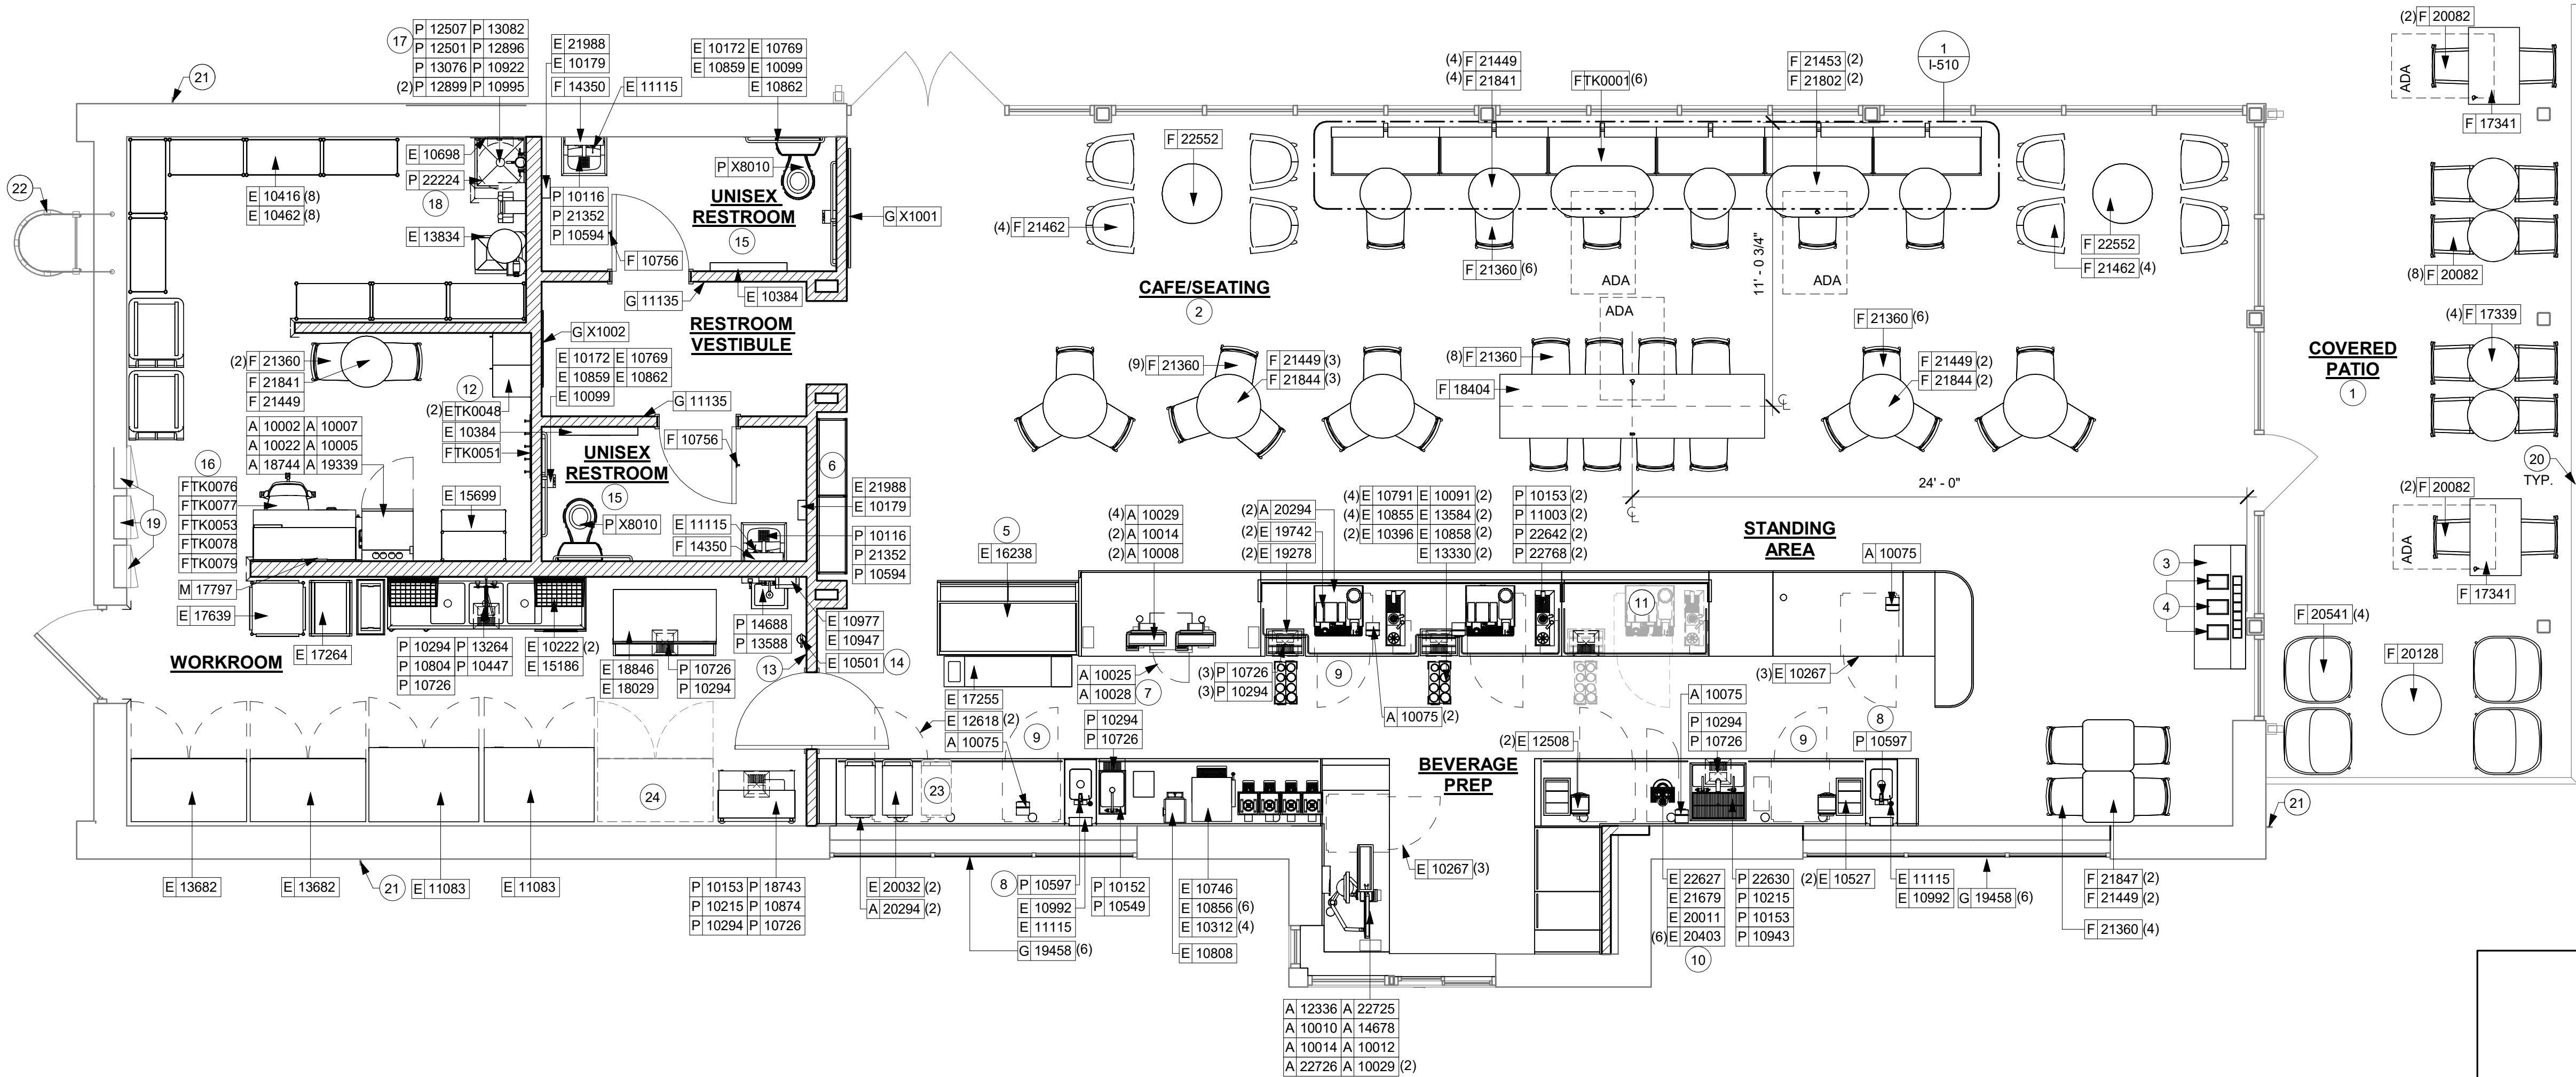 17
P 12507 P 13082
P 12501 P 12896
P 13076 P 10922
(2) P 12899 P 10995
E 21988
E 10179
F 14350
E 11115
E 10172 E 10769
E 10859 E 10099
E 10862
21
22
E 10698
P 22224
18
E 10416 (8)
E 10462 (8)
E 13834
P 10116
P 21352
P 10594
P X8010
UNISEX
RESTROOM
15
G X1001
F 10756
G 11135
E 10384
RESTROOM
VESTIBULE
G X1002
E 10172 E 10769
E 10859 E 10862
E 10099
G 11135
(2) F 21360
F 21841
F 21449
12
(2) E TK0048
E 10384
F TK0051
A 10002 A 10007
A 10022 A 10005
A 18744 A 19339
16
F TK0076
F TK0077
F TK0053
F TK0078
F TK0079
19
E 15699
F 10756
UNISEX
RESTROOM
15
P X8010
E 11115
F 14350
6
E 21988
E 10179
P 10116
P 21352
P 10594
M 17797
E 17639
E 17264
WORKROOM
P 10294 P 13264
P 10804 P 10447
P 10726
E 10222 (2)
E 15186
E 18846
E 18029
P 10726
P 10294
P 14688
P 13588
13
E 10977
E 10947
E 10501
14
24
E 13682
E 13682
21
E 11083
E 11083
P 10153 P 18743
P 10215 P 10874
P 10294 P 10726
(4) F 21449
(4) F 21841
F TK0001 (6)
F 21453 (2)
F 21802 (2)
1
I-510
F 22552
(4) F 21462
F 21360 (6)
ADA
ADA
ADA
11' - 0 3/4"
F 22552
F 21462 (4)
CAFE/SEATING
2
(9) F 21360
F 21449 (3)
F 21844 (3)
(8) F 21360
F 18404
F 21360 (6)
F 21449 (2)
F 21844 (2)
24' - 0"
(2) F 20082
ADA
F 17341
(8) F 20082
(4) F 17339
COVERED
PATIO
1
20
TYP.
(2) F 20082
ADA
F 17341
5
E 16238
(4) A 10029
(2) A 10014
(2) A 10008
(2) A 20294
(2) E 19742
(2) E 19278
(4) E 10791 E 10091 (2)
(4) E 10855 E 13584 (2)
(2) E 10396 E 10858 (2)
E 13330 (2)
P 10153 (2)
P 11003 (2)
P 22642 (2)
P 22768 (2)
STANDING
AREA
A 10075
11
3
4
F 20541 (4)
F 20128
A 10025
A 10028
7
(3) P 10726
(3) P 10294
9
A 10075 (2)
(3) E 10267
E 17255
E 12618 (2)
A 10075
9
P 10294
P 10726
A 10075
P 10294
P 10726
(2) E 12508
9
8
P 10597
BEVERAGE
PREP
23
E 20032 (2)
A 20294 (2)
8
P 10597
E 10992
E 11115
G 19458 (6)
P 10152
P 10549
E 10746
E 10856 (6)
E 10312 (4)
E 10808
E 10267 (3)
E 22627
E 21679
E 20011
(6) E 20403
10
P 22630
P 10215
P 10153
P 10943
(2) E 10527
E 11115
E 10992
G 19458 (6)
F 21847 (2)
F 21449 (2)
F 21360 (4)
21
A 12336 A 22725
A 10010 A 14678
A 10014 A 10012
A 22726 A 10029 (2)